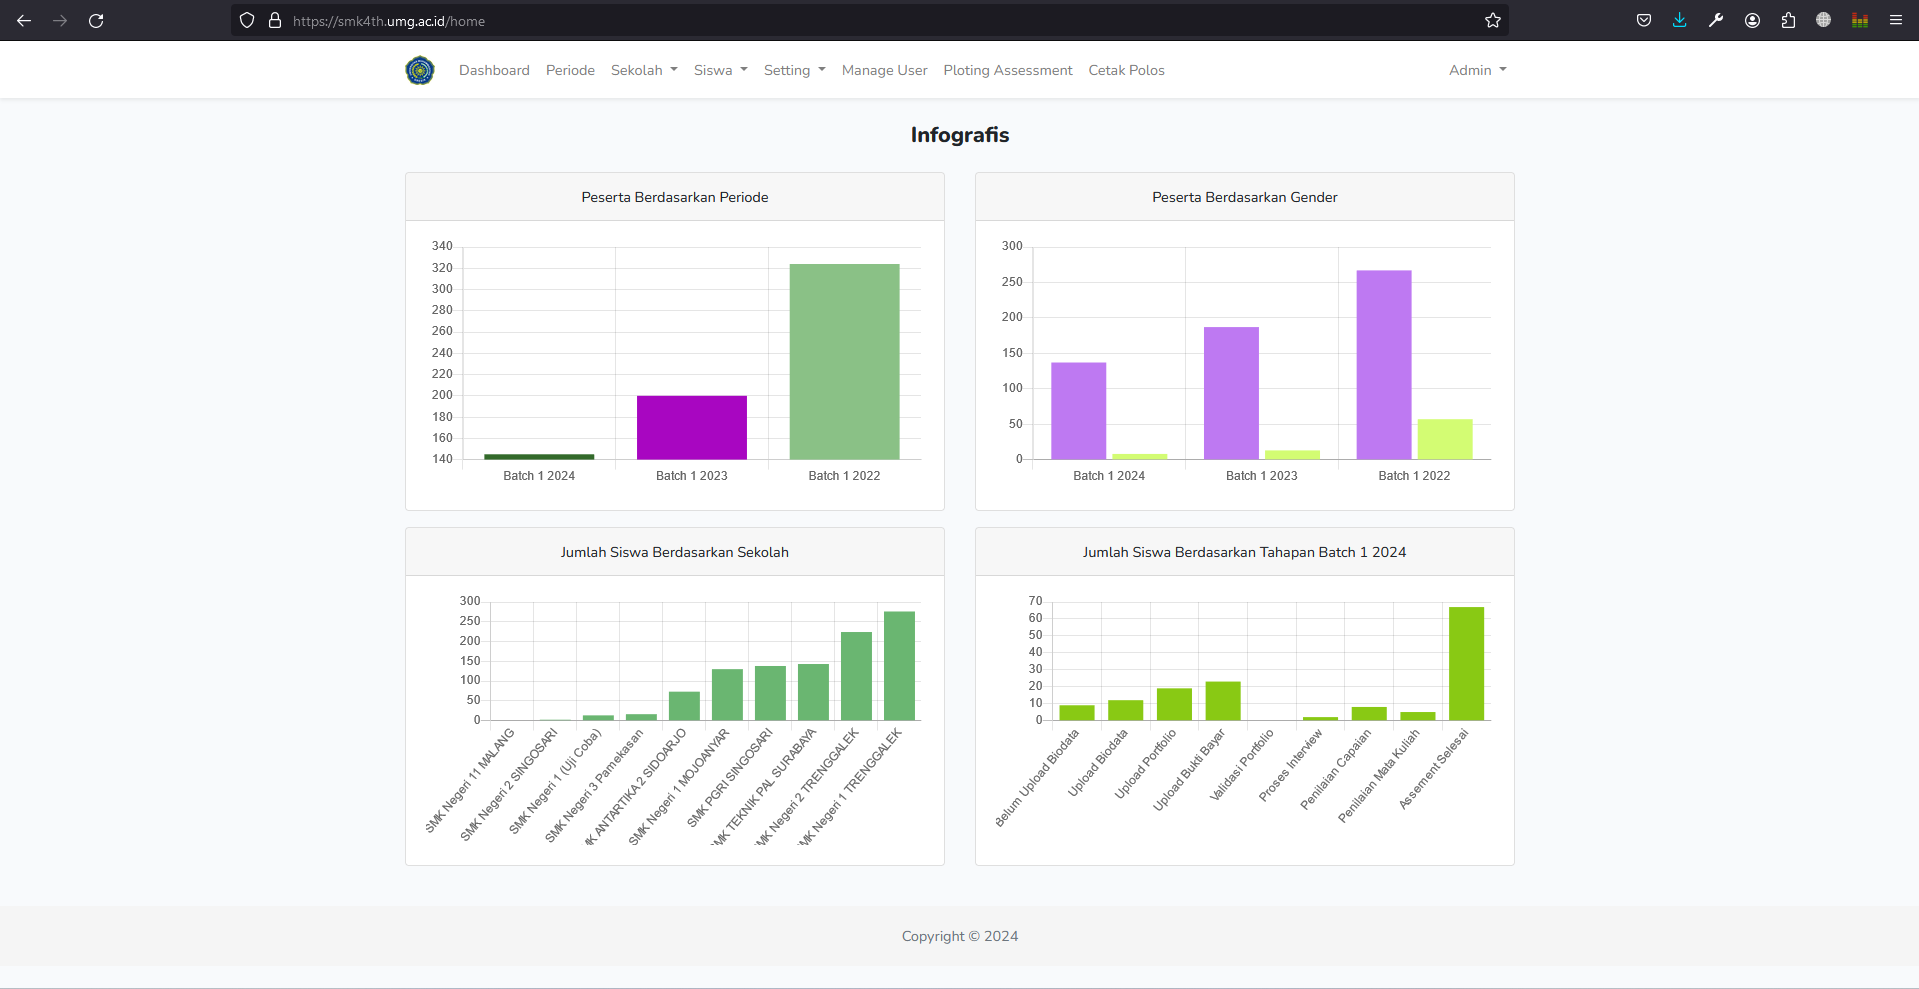 https://smk4th.umg.ac.id/home
Dashboard Periode Sekolah Siswa Setting Manage User Ploting Assessment Cetak Polos Admin
Infografis
Peserta Berdasarkan Periode
340
320
300
280
260
240
220
200
180
160
140
Batch 1 2024 Batch 1 2023 Batch 1 2022
Peserta Berdasarkan Gender
300
250
200
150
100
50
0
Batch 1 2024 Batch 1 2023 Batch 1 2022
Jumlah Siswa Berdasarkan Sekolah
300
250
200
150
100
50
0
SMK Negeri 11 MALANG
SMK Negeri 2 SINGOSARI
SMK Negeri 1 (Uji Coba)
SMK Negeri 3 Pamekasan
MK ANTARTIKA 2 SIDOARJO
SMK Negeri 1 MOJOANYAR
SMK PGRI SINGOSARI
MK TEKNIK PAL SURABAYA
MK Negeri 2 TRENGGALEK
MK Negeri 1 TRENGGALEK
Jumlah Siswa Berdasarkan Tahapan Batch 1 2024
70
60
50
40
30
20
10
0
Belum Upload Biodata
Upload Biodata
Upload Portfolio
Upload Bukti Bayar
Validasi Portfolio
Proses Interview
Penilaian Capaian
Penilaian Mata Kuliah
Assement Selesai
Copyright © 2024